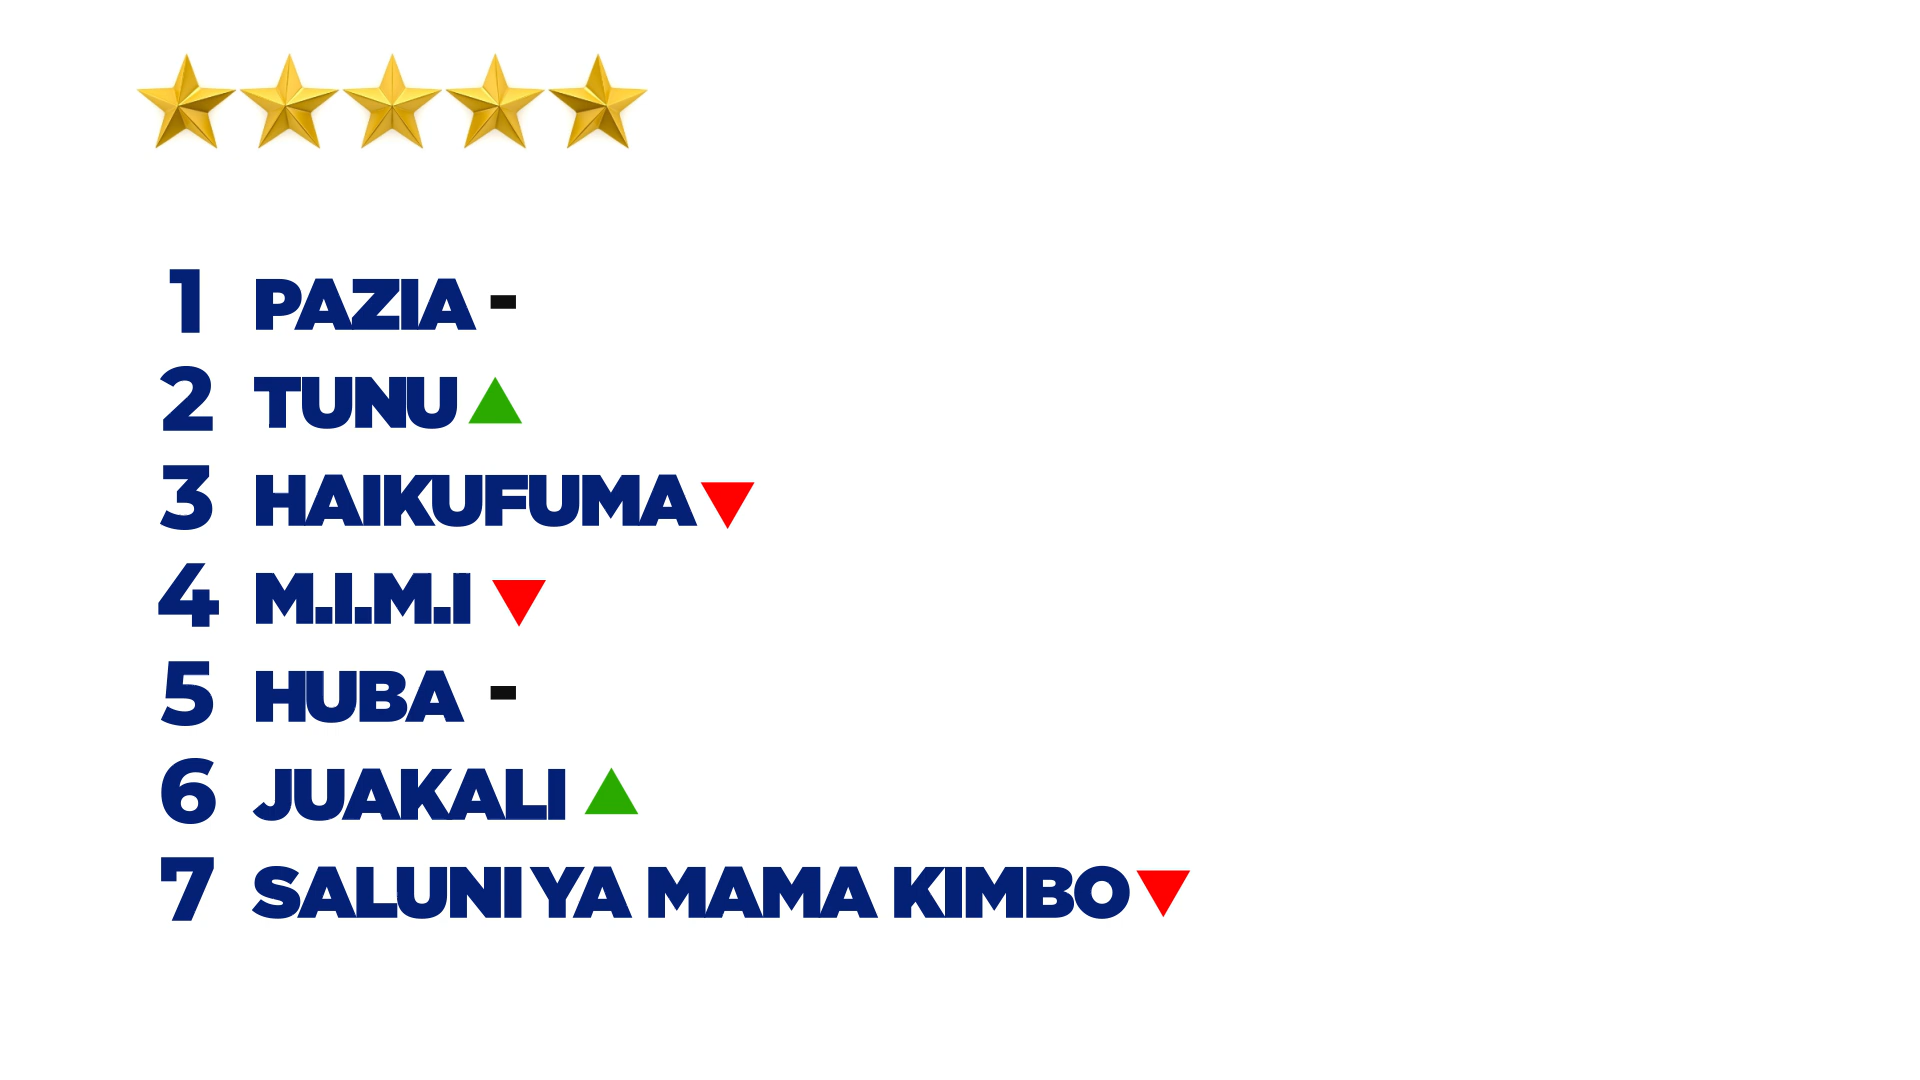 1 PAZIA -
2 TUNU
3 HAIKUFUMA
4 M.I.M.I
5 HUBA -
6 JUAKALI
7 SALUNI YA MAMA KIMBO